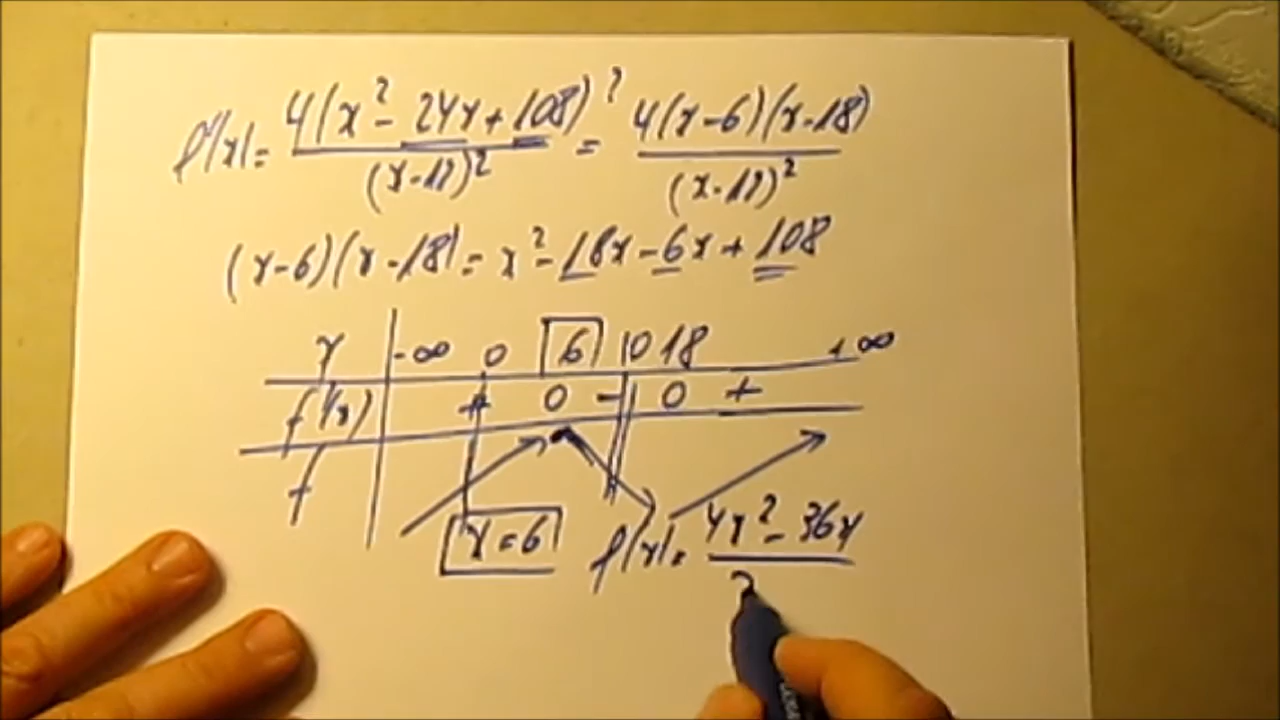 f'(x) = 4(x² - 24x + 108) / (x - 12)² =? 4(x-6)(x-18) / (x-12)²
(x-6)(x-18) = x² - 18x - 6x + 108
x -∞ 0 6 10 18 +∞
f'(x) + 0 - 0 +
f
x = 6 f(x) = 4x² - 36x